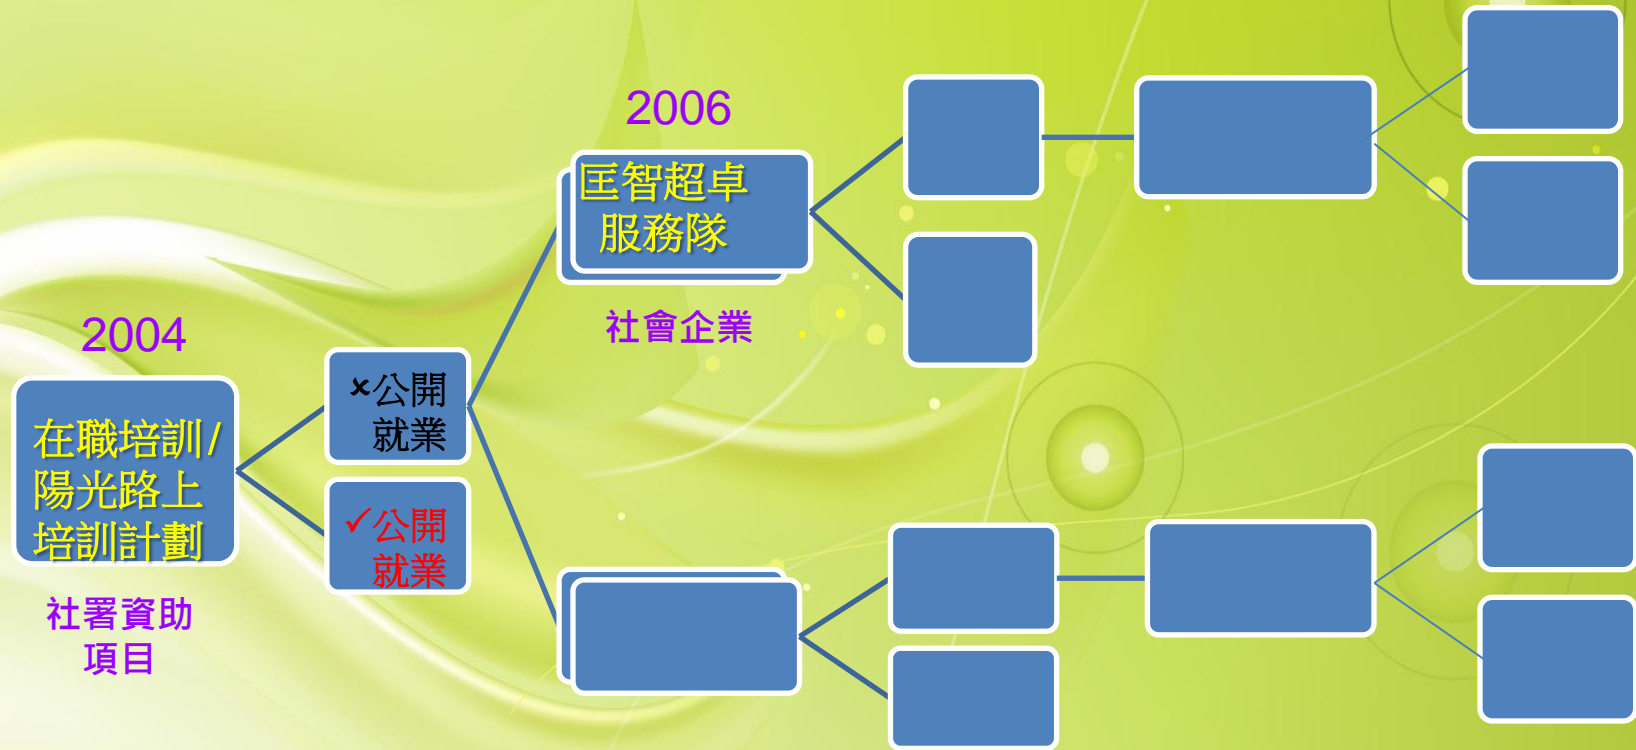 2004
在職培訓/
陽光路上
培訓計劃
社署資助
項目
×公開
就業
✓公開
就業
2006
匡智超卓
服務隊
社會企業